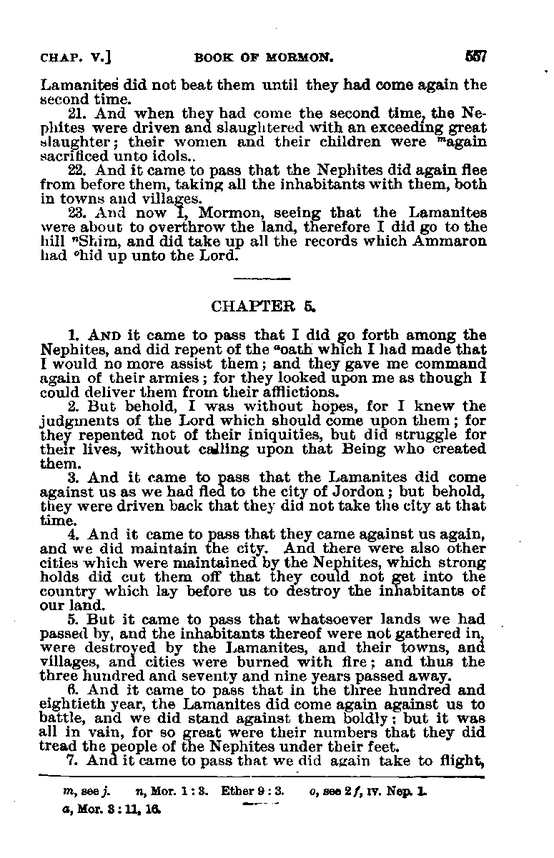 CHAP. V.] BOOK OF MORMON. 557
Lamanites did not beat them until they had come again the
second time.
21. And when they had come the second time, the Ne-
phites were driven and slaughtered with an exceeding great
slaughter; their women and their children were ᵐagain
sacrificed unto idols..
22. And it came to pass that the Nephites did again flee
from before them, taking all the inhabitants with them, both
in towns and villages.
23. And now I, Mormon, seeing that the Lamanites
were about to overthrow the land, therefore I did go to the
hill ⁿShim, and did take up all the records which Ammaron
had ᵒhid up unto the Lord.
CHAPTER 5.
1. AND it came to pass that I did go forth among the
Nephites, and did repent of the ᵃoath which I had made that
I would no more assist them; and they gave me command
again of their armies; for they looked upon me as though I
could deliver them from their afflictions.
2. But behold, I was without hopes, for I knew the
judgments of the Lord which should come upon them; for
they repented not of their iniquities, but did struggle for
their lives, without calling upon that Being who created
them.
3. And it came to pass that the Lamanites did come
against us as we had fled to the city of Jordon; but behold,
they were driven back that they did not take the city at that
time.
4. And it came to pass that they came against us again,
and we did maintain the city. And there were also other
cities which were maintained by the Nephites, which strong
holds did cut them off that they could not get into the
country which lay before us to destroy the inhabitants of
our land.
5. But it came to pass that whatsoever lands we had
passed by, and the inhabitants thereof were not gathered in,
were destroyed by the Lamanites, and their towns, and
villages, and cities were burned with fire; and thus the
three hundred and seventy and nine years passed away.
6. And it came to pass that in the three hundred and
eightieth year, the Lamanites did come again against us to
battle, and we did stand against them boldly; but it was
all in vain, for so great were their numbers that they did
tread the people of the Nephites under their feet.
7. And it came to pass that we did again take to flight,
m, see j. n, Mor. 1:3. Ether 9:3. o, see 2 f, IV. Nep. 1.
a, Mor. 3:11, 16.